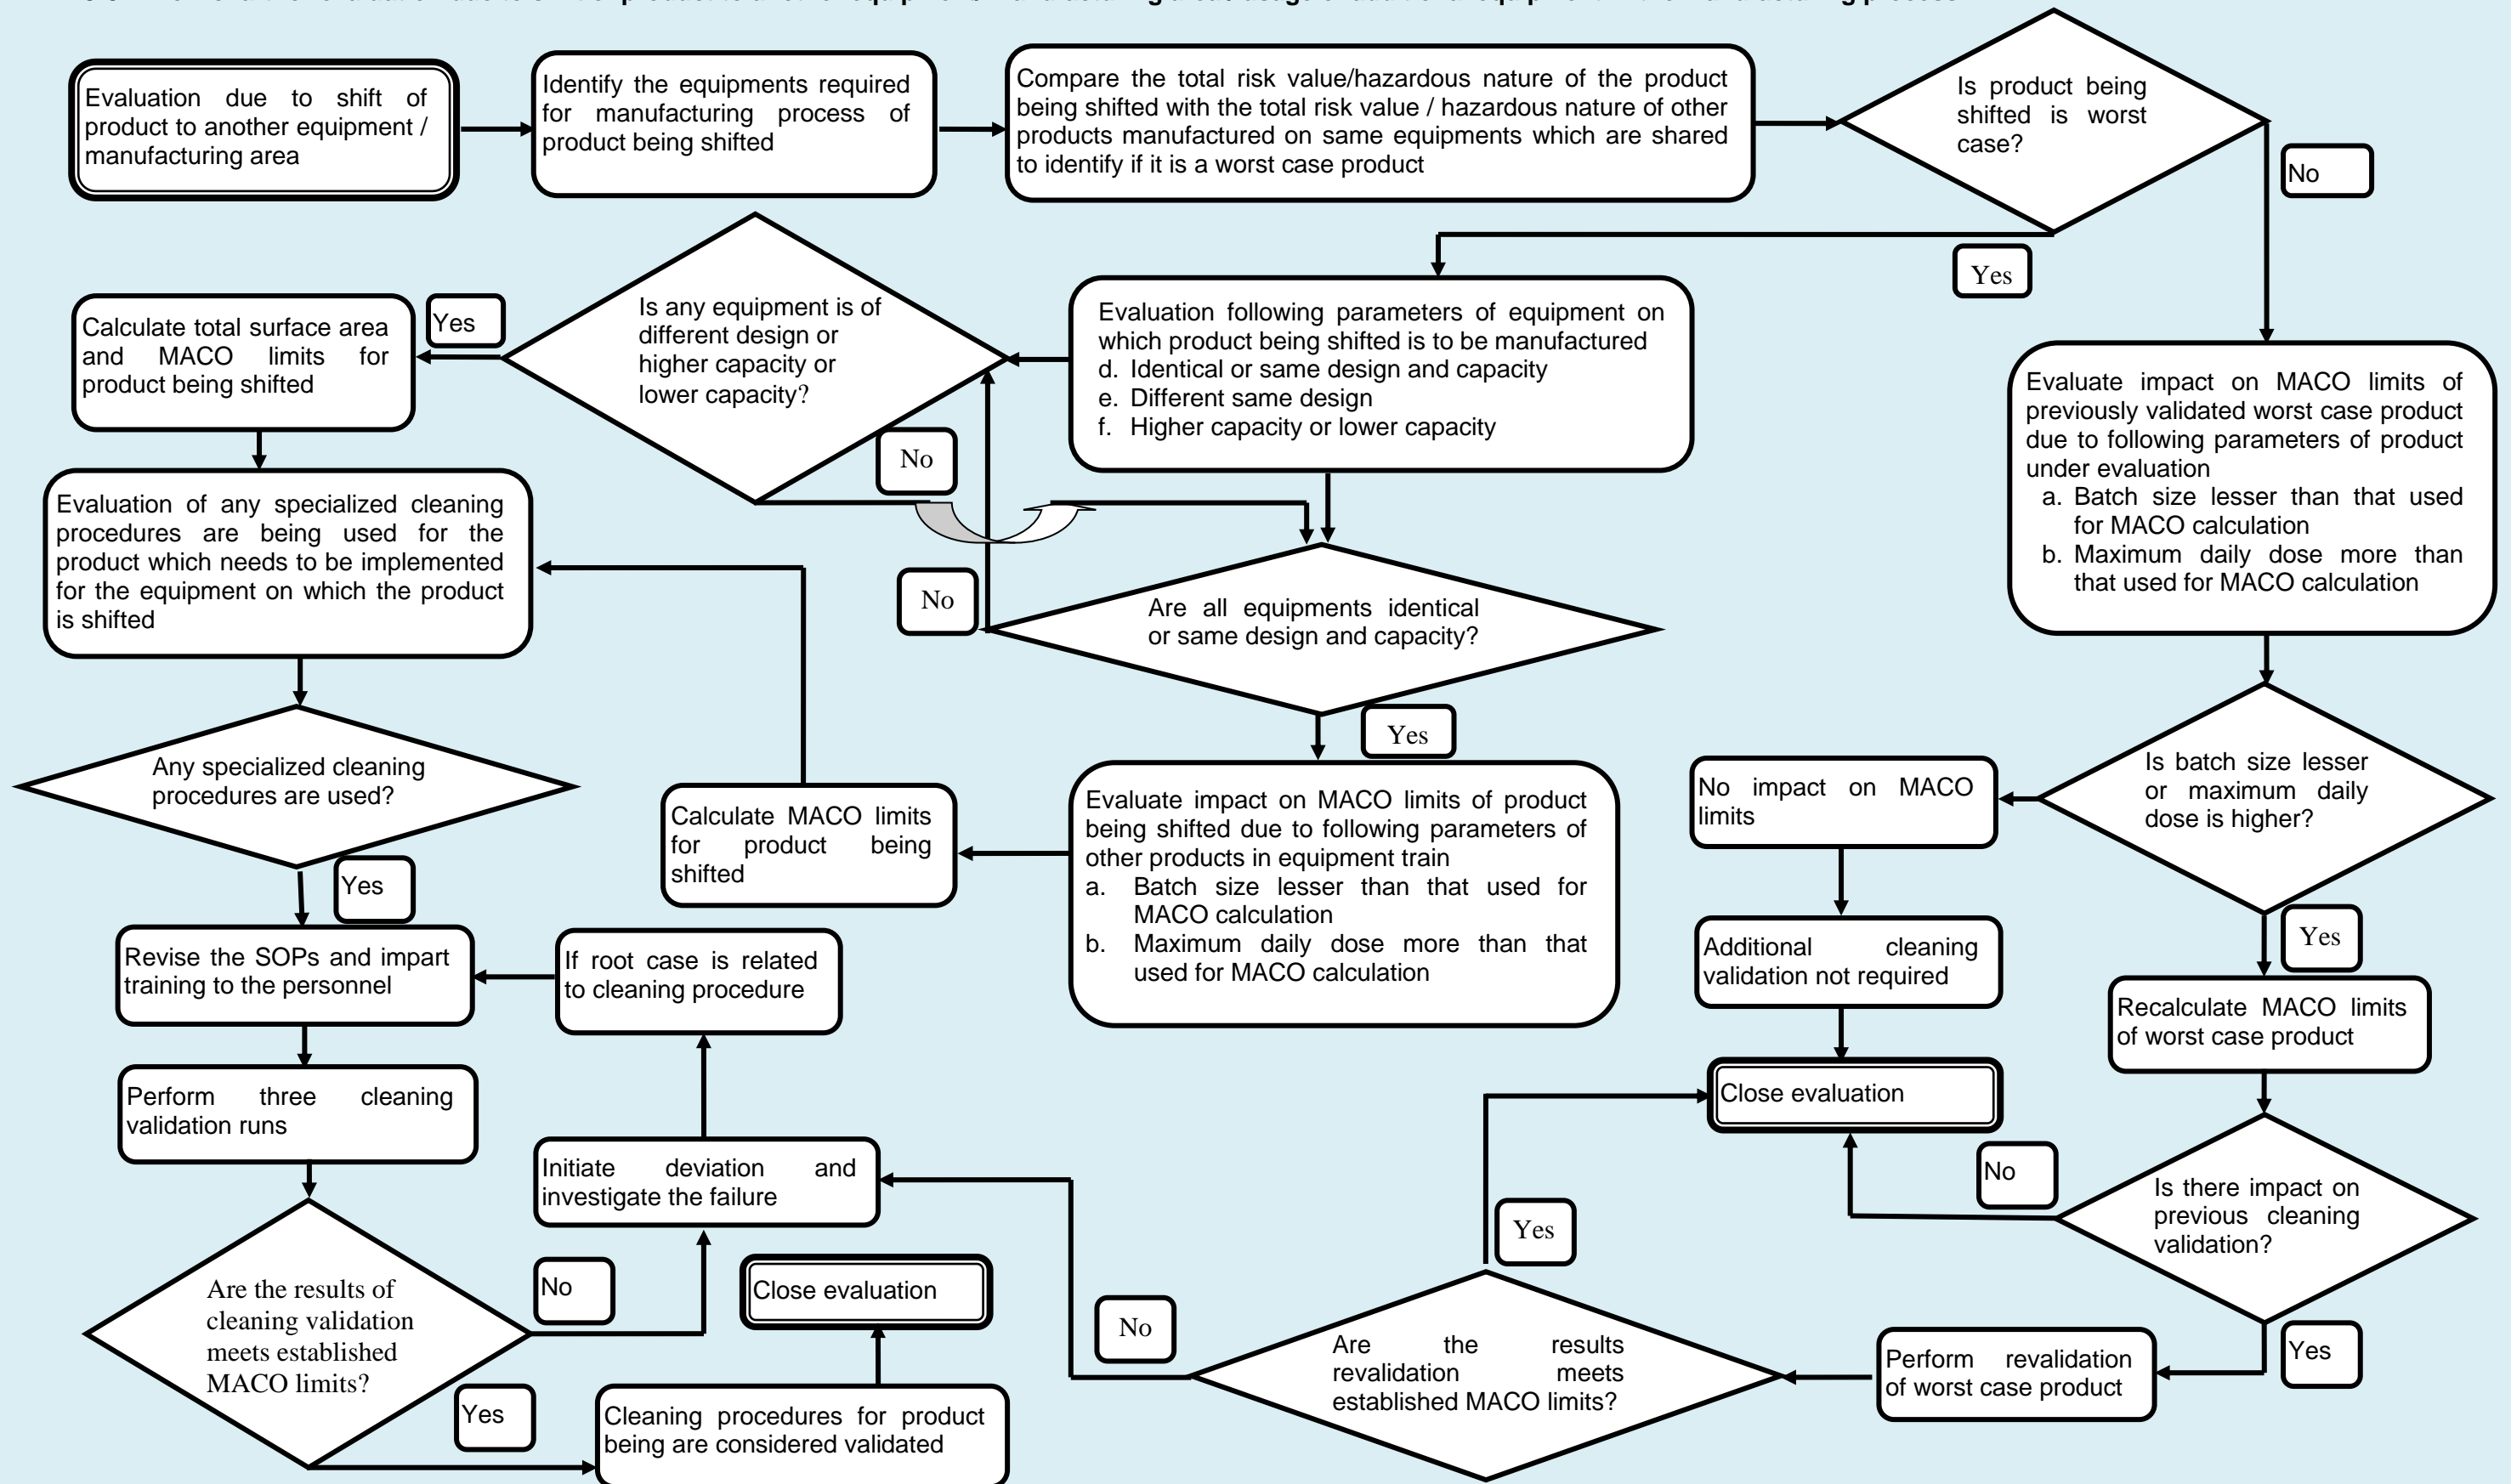 Evaluation due to shift of
product to another equipment /
manufacturing area
Identify the equipments required
for manufacturing process of
product being shifted
Compare the total risk value/hazardous nature of the product
being shifted with the total risk value / hazardous nature of other
products manufactured on same equipments which are shared
to identify if it is a worst case product
Is product being
shifted is worst
case?
No
Yes
Calculate total surface area
and MACO limits for
product being shifted
Yes
Is any equipment is of
different design or
higher capacity or
lower capacity?
No
Evaluation following parameters of equipment on
which product being shifted is to be manufactured
d. Identical or same design and capacity
e. Different same design
f. Higher capacity or lower capacity
Evaluate impact on MACO limits of
previously validated worst case product
due to following parameters of product
under evaluation
a. Batch size lesser than that used
for MACO calculation
b. Maximum daily dose more than
that used for MACO calculation
Evaluation of any specialized cleaning
procedures are being used for the
product which needs to be implemented
for the equipment on which the product
is shifted
No
Are all equipments identical
or same design and capacity?
Yes
Any specialized cleaning
procedures are used?
Yes
Calculate MACO limits
for product being
shifted
Evaluate impact on MACO limits of product
being shifted due to following parameters of
other products in equipment train
a. Batch size lesser than that used for
MACO calculation
b. Maximum daily dose more than that
used for MACO calculation
No impact on MACO
limits
Is batch size lesser
or maximum daily
dose is higher?
Yes
Revise the SOPs and impart
training to the personnel
If root case is related
to cleaning procedure
Additional cleaning
validation not required
Recalculate MACO limits
of worst case product
Perform three cleaning
validation runs
Initiate deviation and
investigate the failure
Close evaluation
No
Is there impact on
previous cleaning
validation?
Yes
Are the results of
cleaning validation
meets established
MACO limits?
No
Yes
Close evaluation
Cleaning procedures for product
being are considered validated
No
Yes
Are the results
revalidation meets
established MACO limits?
Perform revalidation
of worst case product